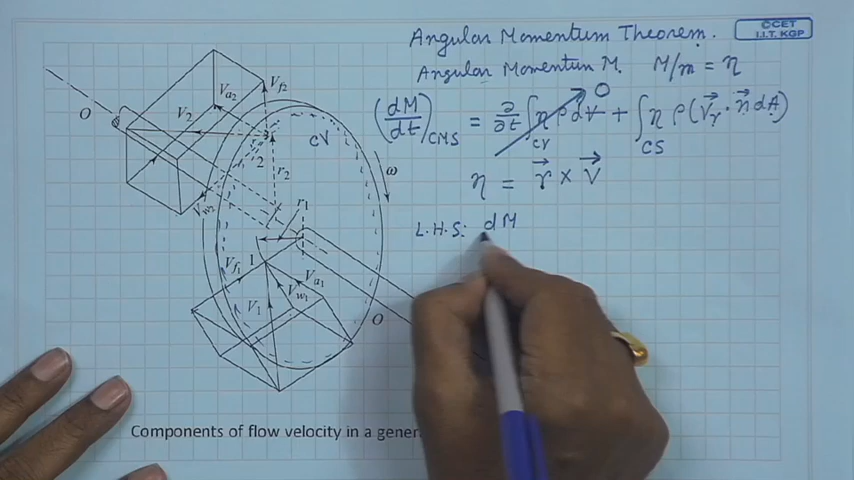 Angular Momentum Theorem.
©CET
I.I.T. KGP
Angular Momentum M. M/m = η
(dM/dt)CMS = ∂/∂t ∫CV η ρ dV + ∫CS η ρ (V⃗r · n⃗ dA)
0
η = r⃗ × V⃗
L.H.S: dM
O
Va2
Vf2
V2
CV
2
r2
ω
Vw2
r1
1
Vf1
Va1
Vw1
V1
O
Components of flow velocity in a gener